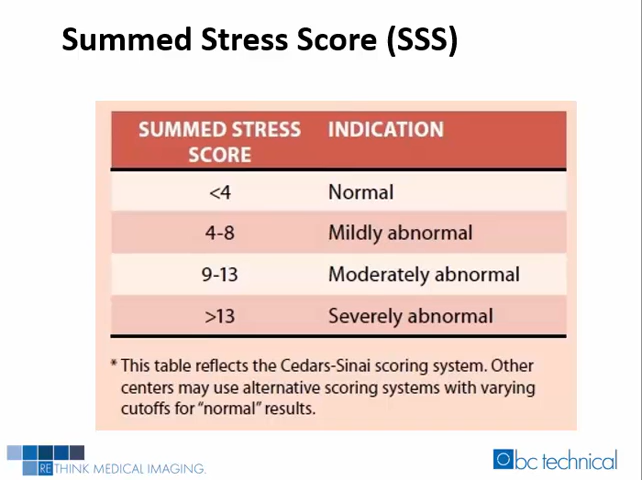 Summed Stress Score (SSS)
SUMMED STRESS INDICATION
SCORE
<4 Normal
4-8 Mildly abnormal
9-13 Moderately abnormal
>13 Severely abnormal
* This table reflects the Cedars-Sinai scoring system. Other
centers may use alternative scoring systems with varying
cutoffs for “normal” results.
RETHINK MEDICAL IMAGING.
bc technical